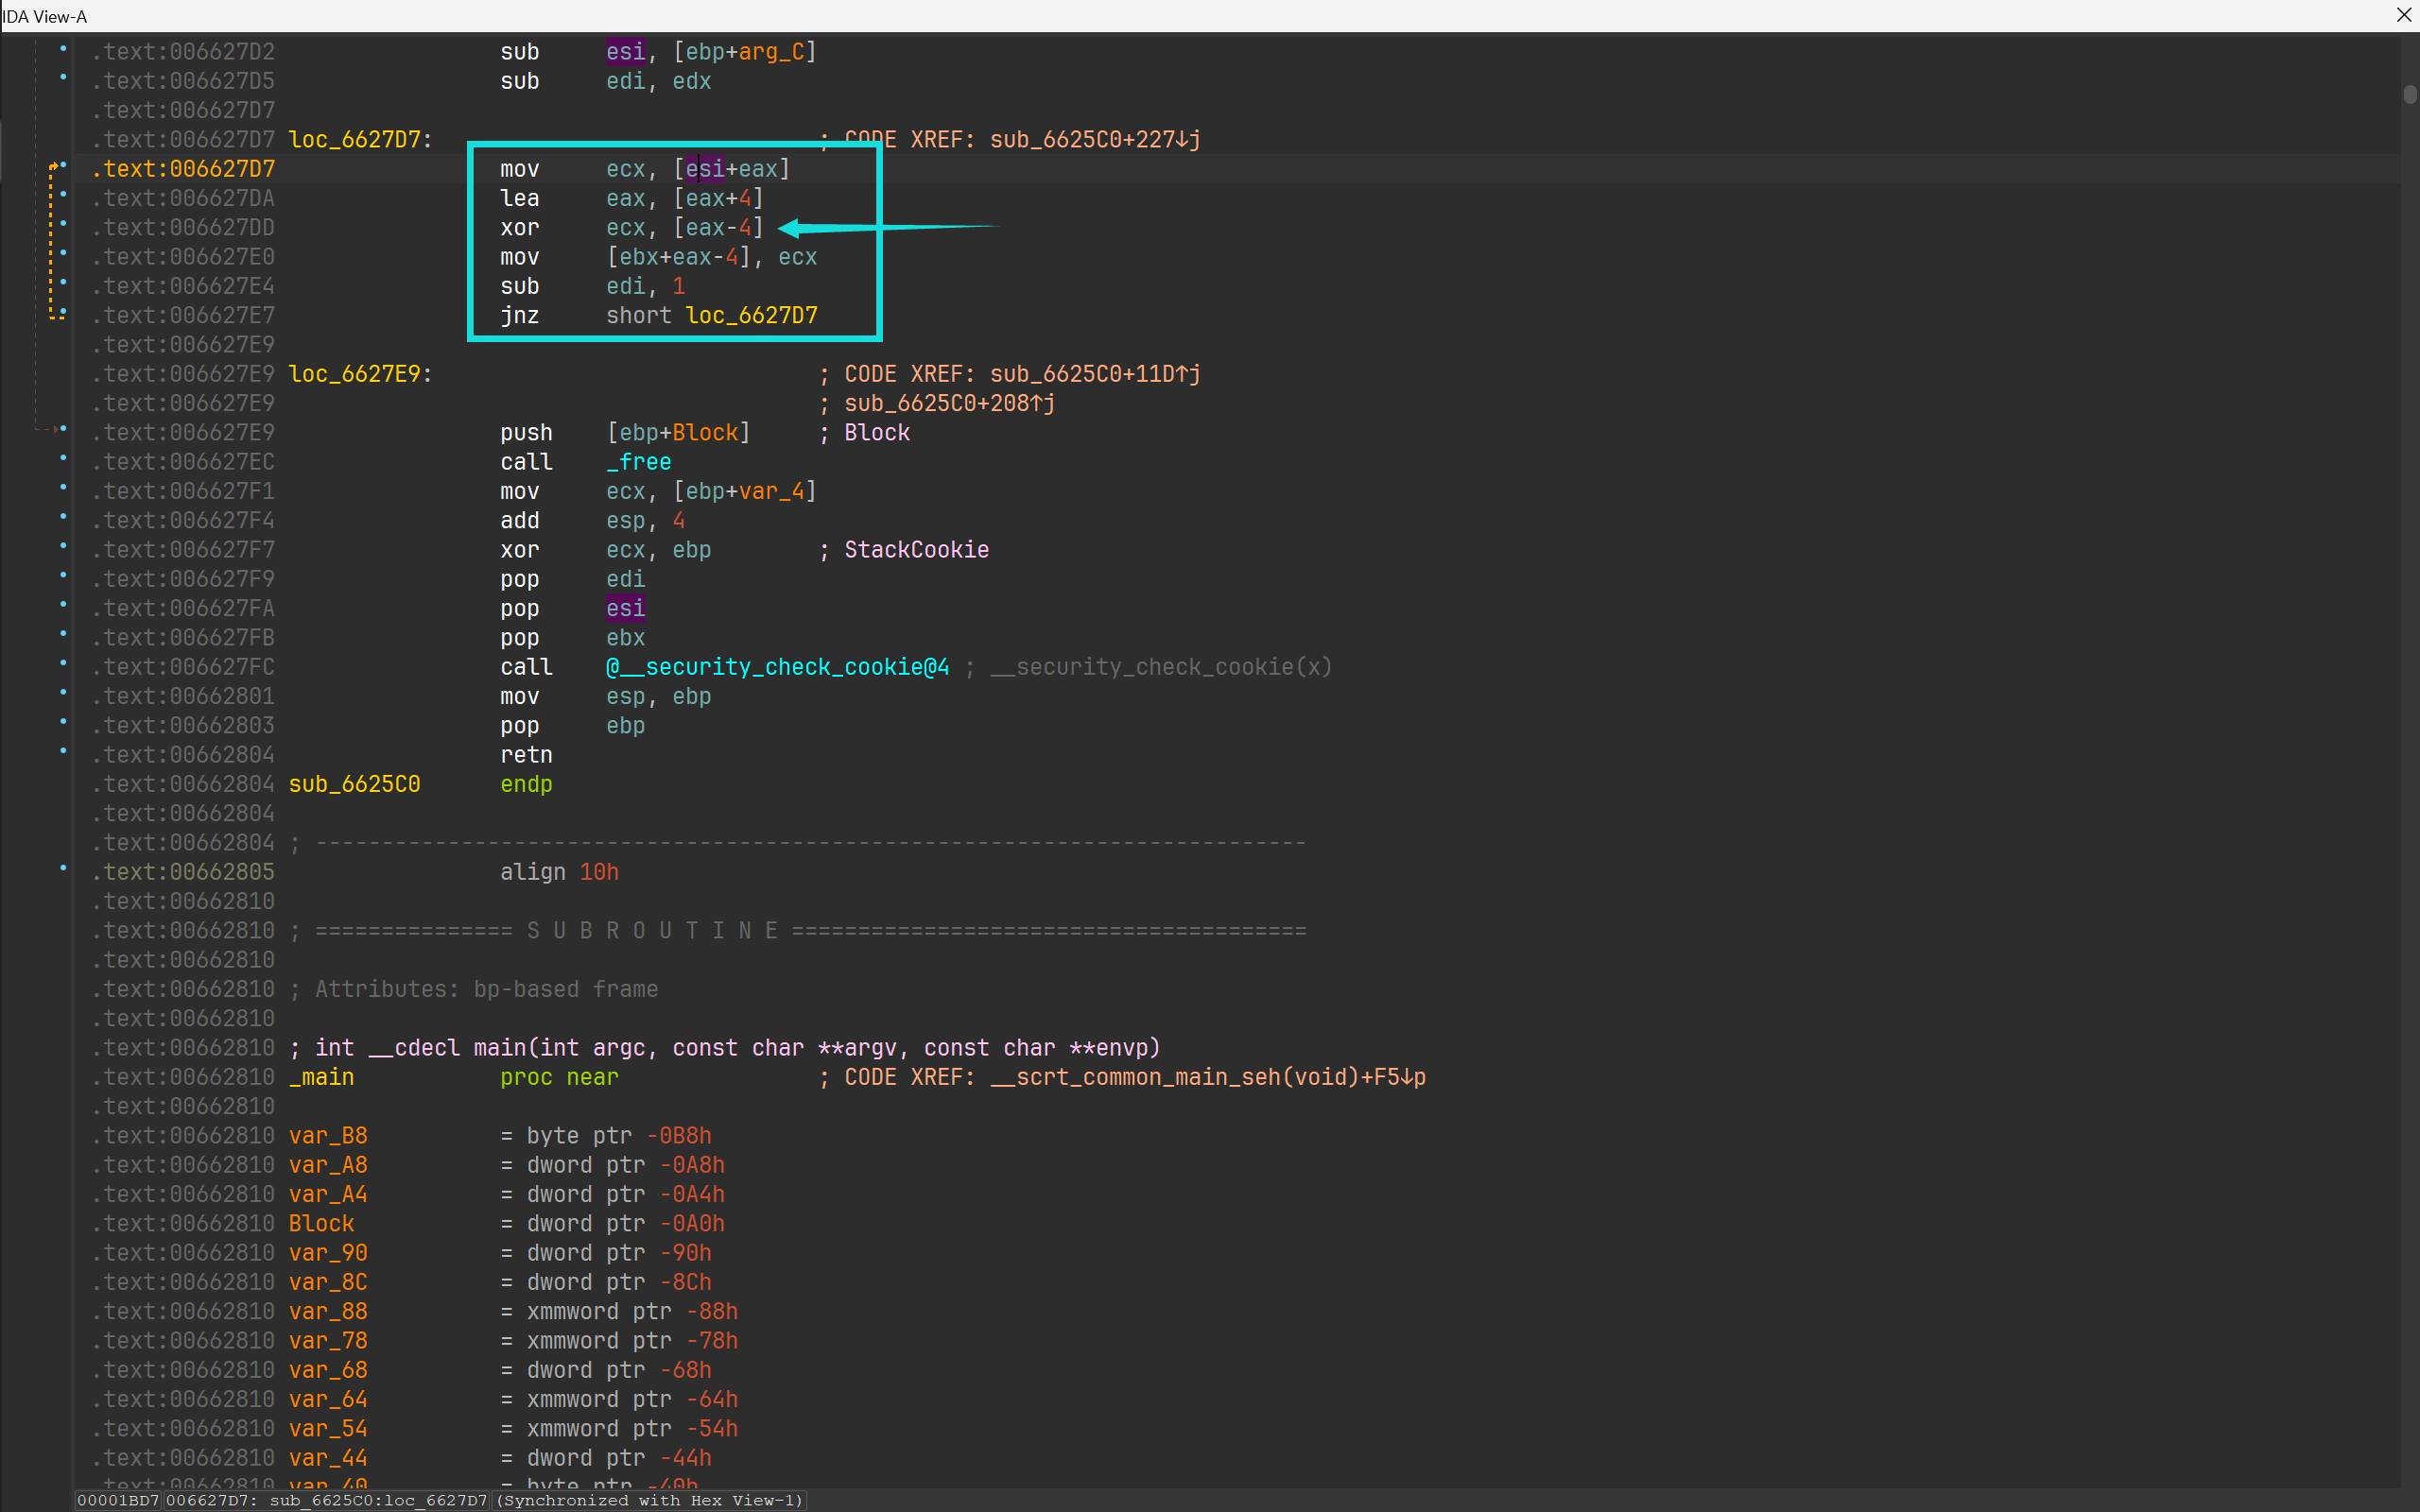 IDA View-A
.text:006627D2 sub esi, [ebp+arg_C]
.text:006627D5 sub edi, edx
.text:006627D7
.text:006627D7 loc_6627D7: ; CODE XREF: sub_6625C0+227↓j
.text:006627D7 mov ecx, [esi+eax]
.text:006627DA lea eax, [eax+4]
.text:006627DD xor ecx, [eax-4]
.text:006627E0 mov [ebx+eax-4], ecx
.text:006627E4 sub edi, 1
.text:006627E7 jnz short loc_6627D7
.text:006627E9
.text:006627E9 loc_6627E9: ; CODE XREF: sub_6625C0+11D↑j
.text:006627E9 ; sub_6625C0+208↑j
.text:006627E9 push [ebp+Block] ; Block
.text:006627EC call _free
.text:006627F1 mov ecx, [ebp+var_4]
.text:006627F4 add esp, 4
.text:006627F7 xor ecx, ebp ; StackCookie
.text:006627F9 pop edi
.text:006627FA pop esi
.text:006627FB pop ebx
.text:006627FC call @__security_check_cookie@4 ; __security_check_cookie(x)
.text:00662801 mov esp, ebp
.text:00662803 pop ebp
.text:00662804 retn
.text:00662804 sub_6625C0 endp
.text:00662804
.text:00662804 ; ---------------------------------------------------------------------------
.text:00662805 align 10h
.text:00662810
.text:00662810 ; =============== S U B R O U T I N E =======================================
.text:00662810
.text:00662810 ; Attributes: bp-based frame
.text:00662810
.text:00662810 ; int __cdecl main(int argc, const char **argv, const char **envp)
.text:00662810 _main proc near ; CODE XREF: __scrt_common_main_seh(void)+F5↓p
.text:00662810
.text:00662810 var_B8 = byte ptr -0B8h
.text:00662810 var_A8 = dword ptr -0A8h
.text:00662810 var_A4 = dword ptr -0A4h
.text:00662810 Block = dword ptr -0A0h
.text:00662810 var_90 = dword ptr -90h
.text:00662810 var_8C = dword ptr -8Ch
.text:00662810 var_88 = xmmword ptr -88h
.text:00662810 var_78 = xmmword ptr -78h
.text:00662810 var_68 = dword ptr -68h
.text:00662810 var_64 = xmmword ptr -64h
.text:00662810 var_54 = xmmword ptr -54h
.text:00662810 var_44 = dword ptr -44h
.text:00662810 var_40 = byte ptr -40h
00001BD7 006627D7: sub_6625C0:loc_6627D7 (Synchronized with Hex View-1)